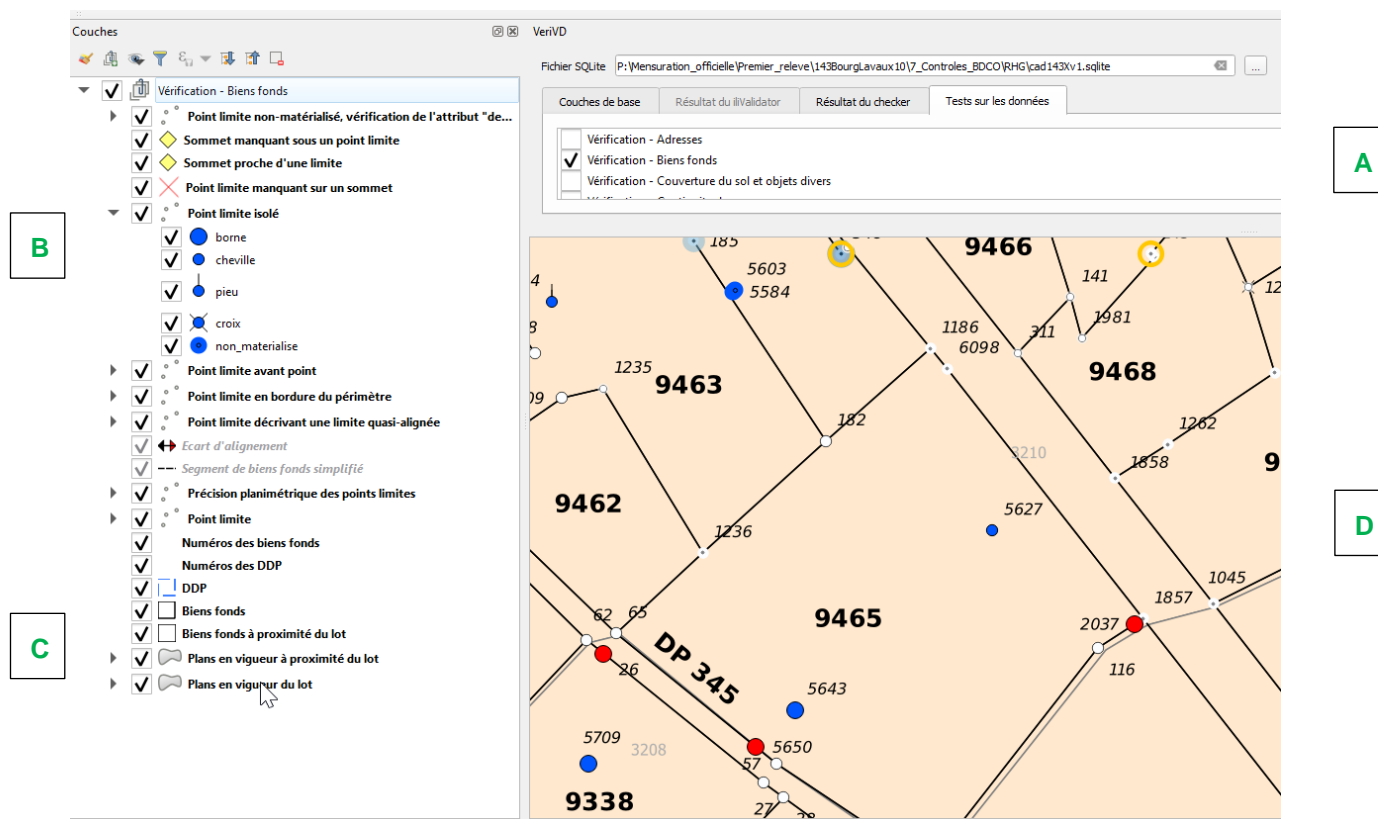 Couches
VeriVD
Fichier SQLite P:\Mensuration_officielle\Premier_releve\143BourgLavaux10\7_Controles_BDCO\RHG\cad143Xv1.sqlite ...
Couches de base Résultat du iliValidator Résultat du checker Tests sur les données
Vérification - Adresses
Vérification - Biens fonds
Vérification - Couverture du sol et objets divers
A
B
C
D
Vérification - Biens fonds
Point limite non-matérialisé, vérification de l'attribut "de...
Sommet manquant sous un point limite
Sommet proche d'une limite
Point limite manquant sur un sommet
Point limite isolé
borne
cheville
pieu
croix
non_materialise
Point limite avant point
Point limite en bordure du périmètre
Point limite décrivant une limite quasi-alignée
Ecart d'alignement
Segment de biens fonds simplifié
Précision planimétrique des points limites
Point limite
Numéros des biens fonds
Numéros des DDP
DDP
Biens fonds
Biens fonds à proximité du lot
Plans en vigueur à proximité du lot
Plans en vigueur du lot
185
9466
5603
5584
4
141
12
8
1186
6098
311
1981
1235
9463
9468
09
182
1262
3210
1858
9
9462
5627
1236
1045
1857
62 65
9465
2037
DP 345
26
116
5643
5709
3208
5650
57
9338
27
28